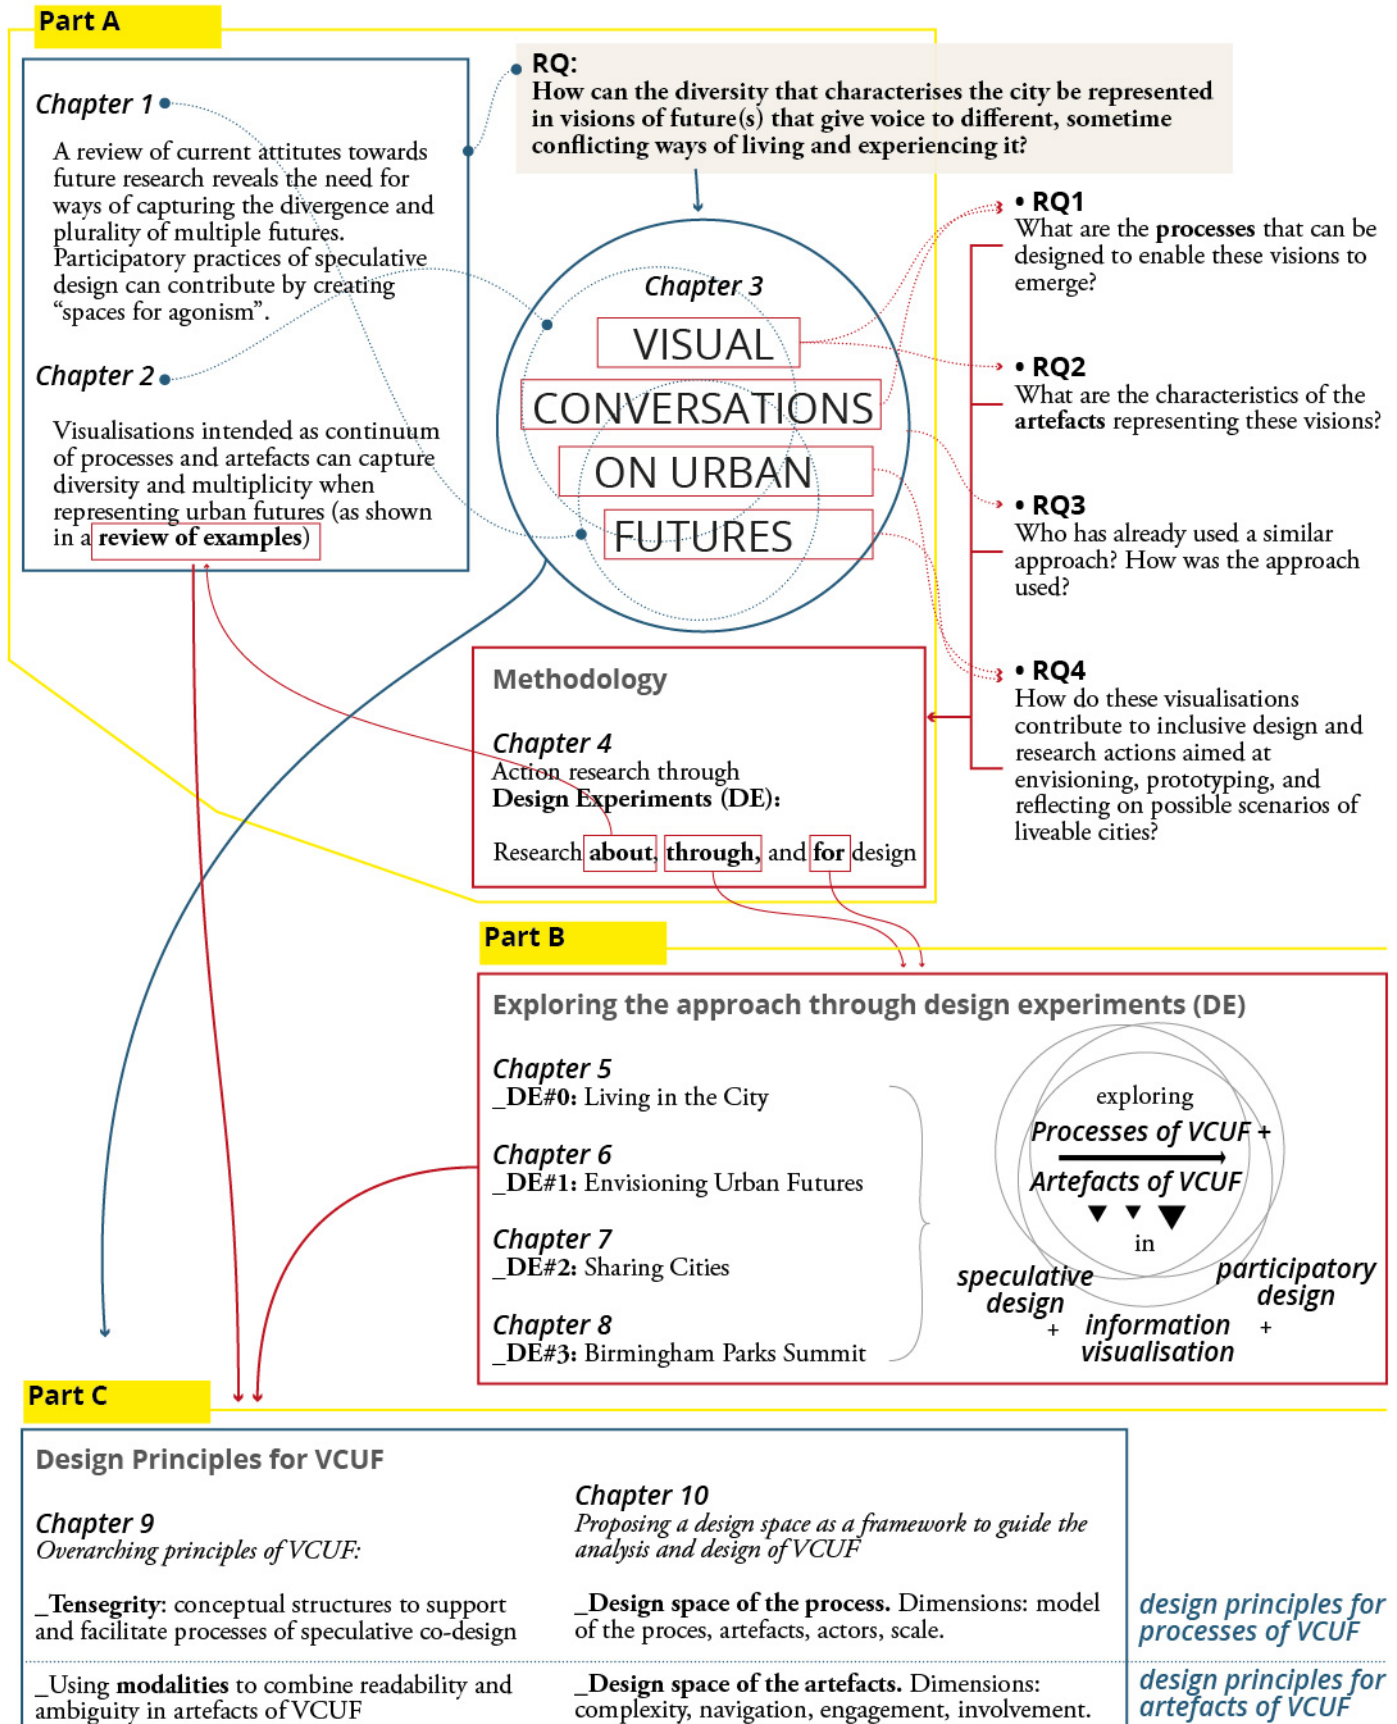 Part A
Chapter 1
A review of current attitutes towards
future research reveals the need for
ways of capturing the divergence and
plurality of multiple futures.
Participatory practices of speculative
design can contribute by creating
“spaces for agonism”.
Chapter 2
Visualisations intended as continuum
of processes and artefacts can capture
diversity and multiplicity when
representing urban futures (as shown
in a review of examples)
RQ:
How can the diversity that characterises the city be represented
in visions of future(s) that give voice to different, sometime
conflicting ways of living and experiencing it?
Chapter 3
VISUAL
CONVERSATIONS
ON URBAN
FUTURES
• RQ1
What are the processes that can be
designed to enable these visions to
emerge?
• RQ2
What are the characteristics of the
artefacts representing these visions?
• RQ3
Who has already used a similar
approach? How was the approach
used?
• RQ4
How do these visualisations
contribute to inclusive design and
research actions aimed at
envisioning, prototyping, and
reflecting on possible scenarios of
liveable cities?
Methodology
Chapter 4
Action research through
Design Experiments (DE):
Research about, through, and for design
Part B
Exploring the approach through design experiments (DE)
Chapter 5
_DE#0: Living in the City
Chapter 6
_DE#1: Envisioning Urban Futures
Chapter 7
_DE#2: Sharing Cities
Chapter 8
_DE#3: Birmingham Parks Summit
exploring
Processes of VCUF +
Artefacts of VCUF
in
speculative
design
+
information
visualisation
+
participatory
design
Part C
Design Principles for VCUF
Chapter 9
Overarching principles of VCUF:
_Tensegrity: conceptual structures to support
and facilitate processes of speculative co-design
_Using modalities to combine readability and
ambiguity in artefacts of VCUF
Chapter 10
Proposing a design space as a framework to guide the
analysis and design of VCUF
_Design space of the process. Dimensions: model
of the proces, artefacts, actors, scale.
_Design space of the artefacts. Dimensions:
complexity, navigation, engagement, involvement.
design principles for
processes of VCUF
design principles for
artefacts of VCUF